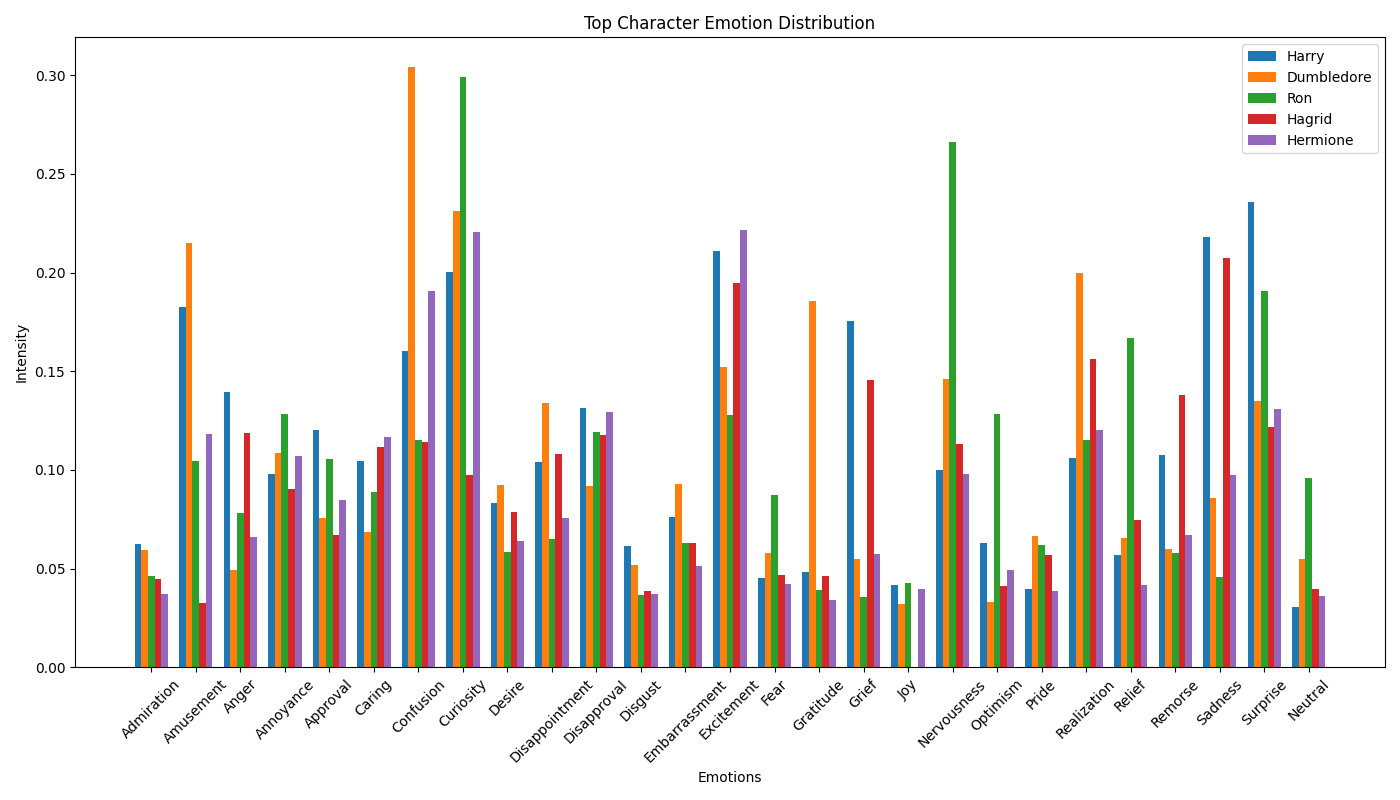 Top Character Emotion Distribution
Harry
Dumbledore
Ron
Hagrid
Hermione
Intensity
0.30
0.25
0.20
0.15
0.10
0.05
0.00
Admiration
Amusement
Anger
Annoyance
Approval
Caring
Confusion
Curiosity
Desire
Disappointment
Disapproval
Disgust
Embarrassment
Excitement
Fear
Gratitude
Grief
Joy
Nervousness
Optimism
Pride
Realization
Relief
Remorse
Sadness
Surprise
Neutral
Emotions